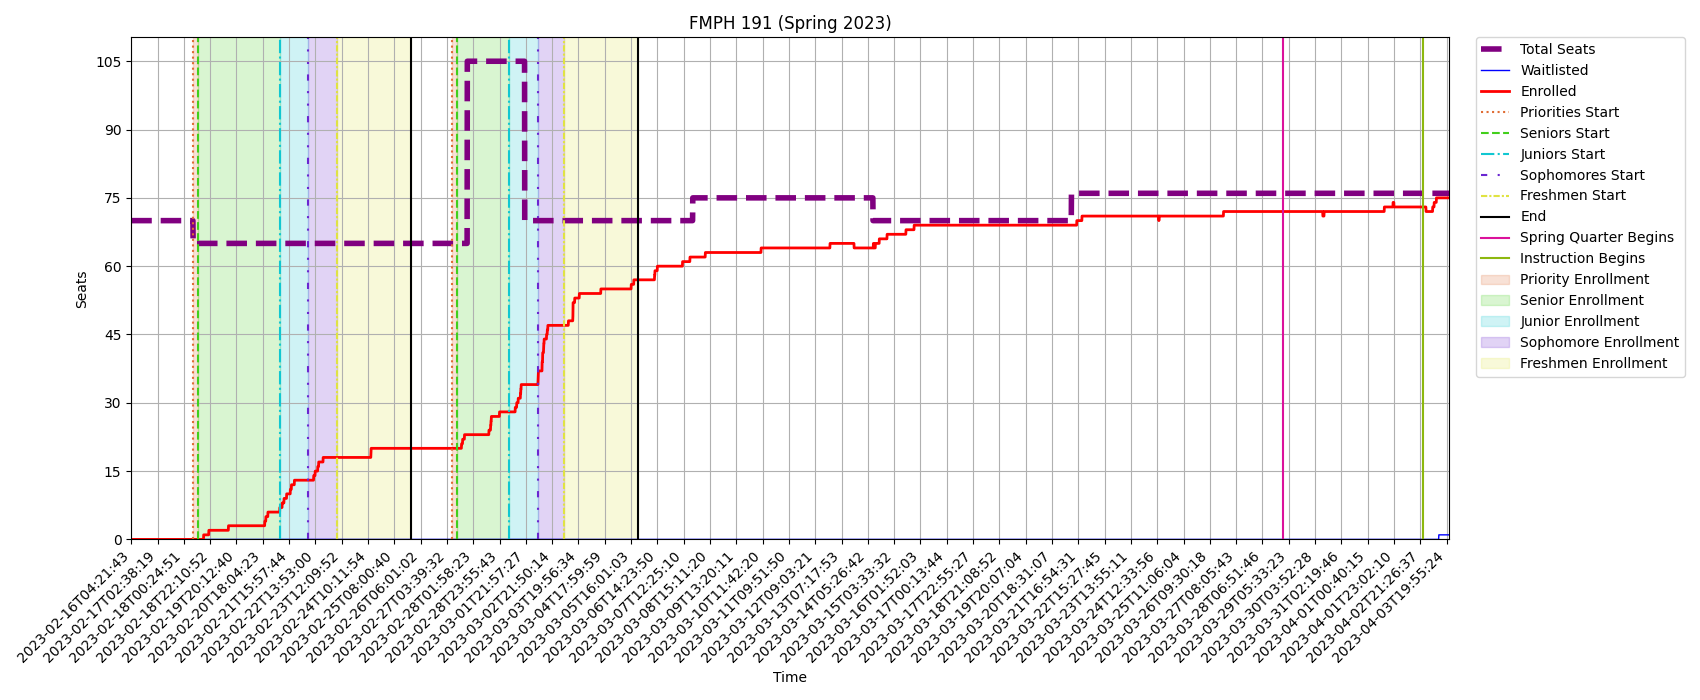 FMPH 191 (Spring 2023)
105
90
75
60
45
30
15
0
Seats
2023-02-16T04:21:43
2023-02-17T02:38:19
2023-02-18T00:24:51
2023-02-18T22:10:52
2023-02-19T20:12:40
2023-02-20T18:04:23
2023-02-21T15:57:44
2023-02-22T13:53:00
2023-02-23T12:09:52
2023-02-24T10:11:54
2023-02-25T08:00:40
2023-02-26T06:01:02
2023-02-27T03:39:32
2023-02-28T01:58:23
2023-02-28T23:55:43
2023-03-01T21:57:27
2023-03-02T21:50:14
2023-03-03T19:56:34
2023-03-04T17:59:59
2023-03-05T16:01:03
2023-03-06T14:23:50
2023-03-07T12:25:10
2023-03-08T15:11:20
2023-03-09T13:20:11
2023-03-10T11:42:20
2023-03-11T09:51:50
2023-03-12T09:03:21
2023-03-13T07:17:53
2023-03-14T05:26:42
2023-03-15T03:33:32
2023-03-16T01:52:03
2023-03-17T00:13:44
2023-03-17T22:55:27
2023-03-18T21:08:52
2023-03-19T20:07:04
2023-03-20T18:31:07
2023-03-21T16:54:31
2023-03-22T15:27:45
2023-03-23T13:55:11
2023-03-24T12:33:56
2023-03-25T11:06:04
2023-03-26T09:30:18
2023-03-27T08:05:43
2023-03-28T06:51:46
2023-03-29T05:33:23
2023-03-30T03:52:28
2023-03-31T02:19:46
2023-04-01T00:40:15
2023-04-01T23:02:10
2023-04-02T21:26:37
2023-04-03T19:55:24
Time
Total Seats
Waitlisted
Enrolled
Priorities Start
Seniors Start
Juniors Start
Sophomores Start
Freshmen Start
End
Spring Quarter Begins
Instruction Begins
Priority Enrollment
Senior Enrollment
Junior Enrollment
Sophomore Enrollment
Freshmen Enrollment